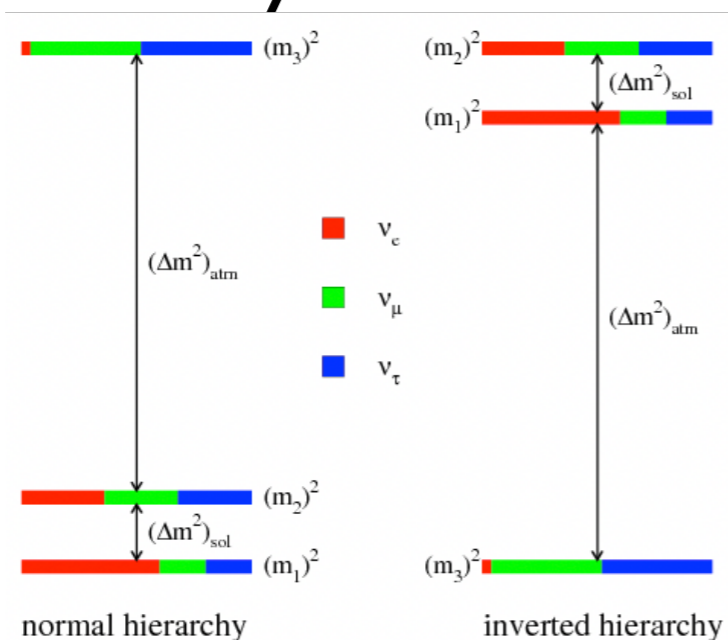 (m₃)²
(Δm²)atm
(m₂)²
(Δm²)sol
(m₁)²
normal hierarchy
νe
νμ
ντ
(m₂)²
(Δm²)sol
(m₁)²
(Δm²)atm
(m₃)²
inverted hierarchy